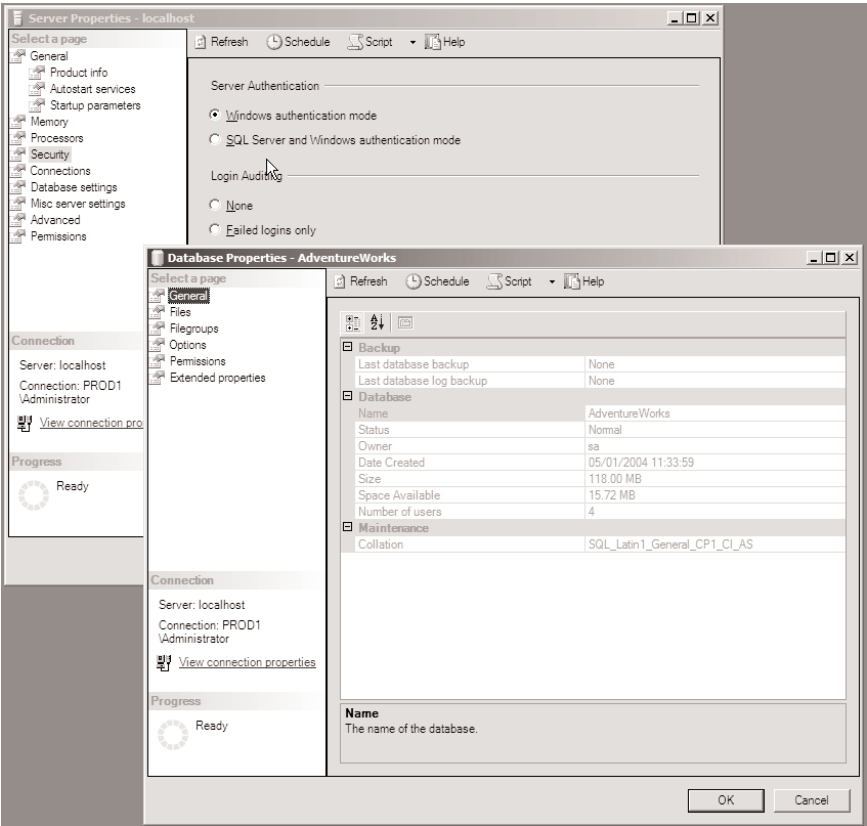 Server Properties - localhost
Select a page
General
Product info
Autostart services
Startup parameters
Memory
Processors
Security
Connections
Database settings
Misc server settings
Advanced
Permissions
Refresh Schedule Script Help
Server Authentication
Windows authentication mode
SQL Server and Windows authentication mode
Login Auditing
None
Failed logins only
Connection
Server: localhost
Connection: PROD1
\Administrator
View connection pro
Progress
Ready
Database Properties - AdventureWorks
Select a page
General
Files
Filegroups
Options
Permissions
Extended properties
Refresh Schedule Script Help
Backup
Last database backup None
Last database log backup None
Database
Name AdventureWorks
Status Normal
Owner sa
Date Created 05/01/2004 11:33:59
Size 118.00 MB
Space Available 15.72 MB
Number of users 4
Maintenance
Collation SQL_Latin1_General_CP1_CI_AS
Connection
Server: localhost
Connection: PROD1
\Administrator
View connection properties
Progress
Ready
Name
The name of the database.
OK Cancel